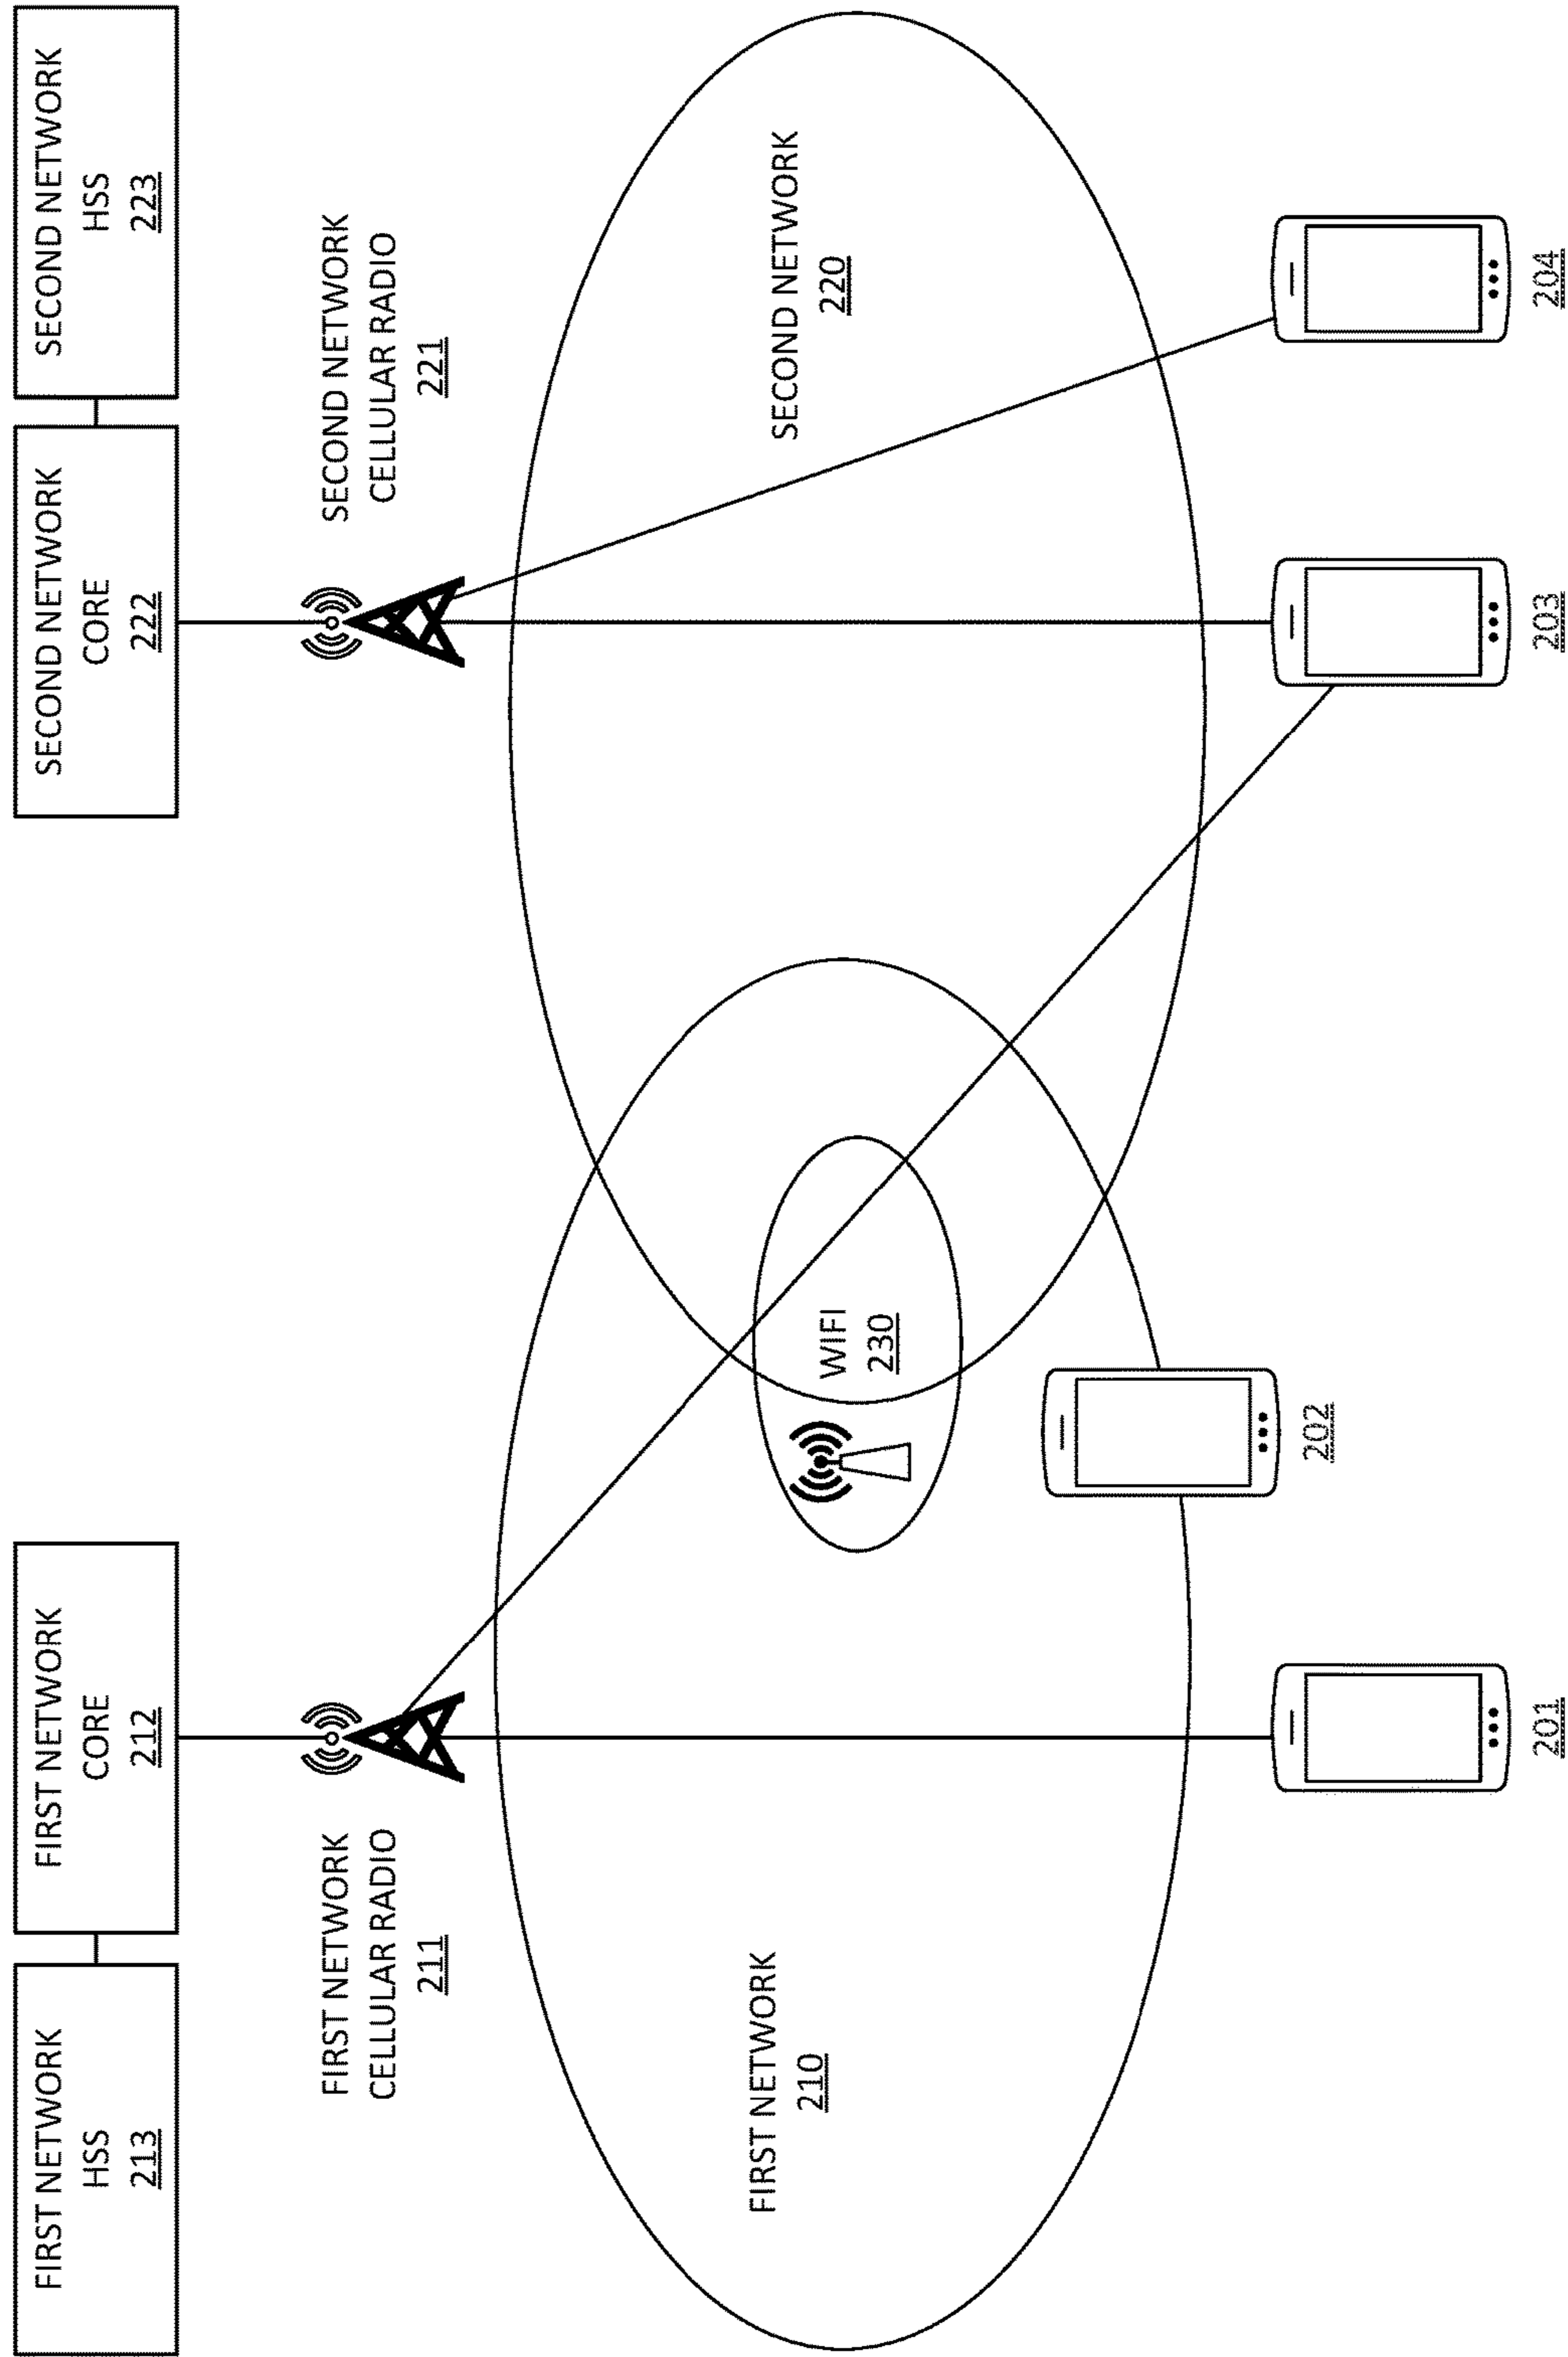 FIRST NETWORK
HSS
213
FIRST NETWORK
CORE
212
SECOND NETWORK
CORE
222
SECOND NETWORK
HSS
223
FIRST NETWORK
CELLULAR RADIO
211
SECOND NETWORK
CELLULAR RADIO
221
FIRST NETWORK
210
WIFI
230
SECOND NETWORK
220
201
202
203
204